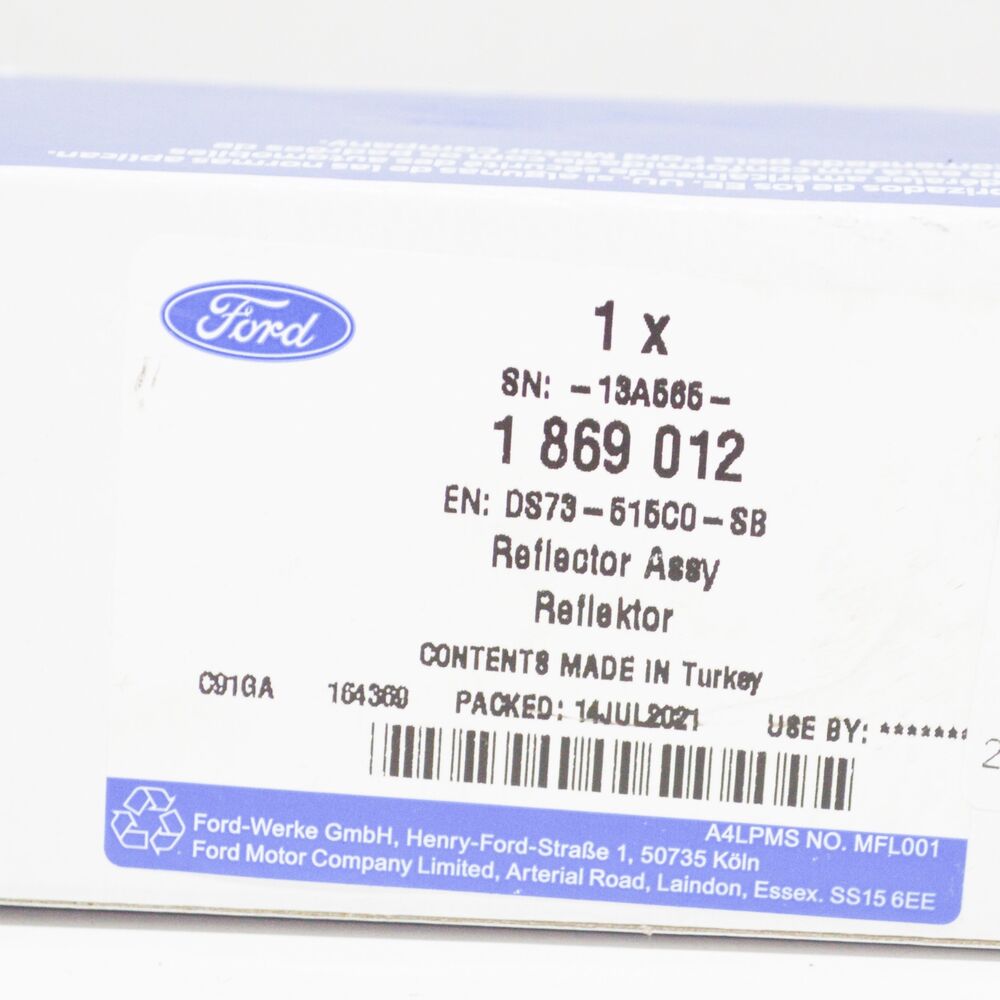 Ford
1 x
SN: -13A565-
1 869 012
EN: DS73-515C0-SB
Reflector Assy
Reflektor
CONTENTS MADE IN Turkey
C91GA 164369 PACKED: 14JUL2021 USE BY: *******
2
A4LPMS NO. MFL001
Ford-Werke GmbH, Henry-Ford-Straße 1, 50735 Köln
Ford Motor Company Limited, Arterial Road, Laindon, Essex. SS15 6EE